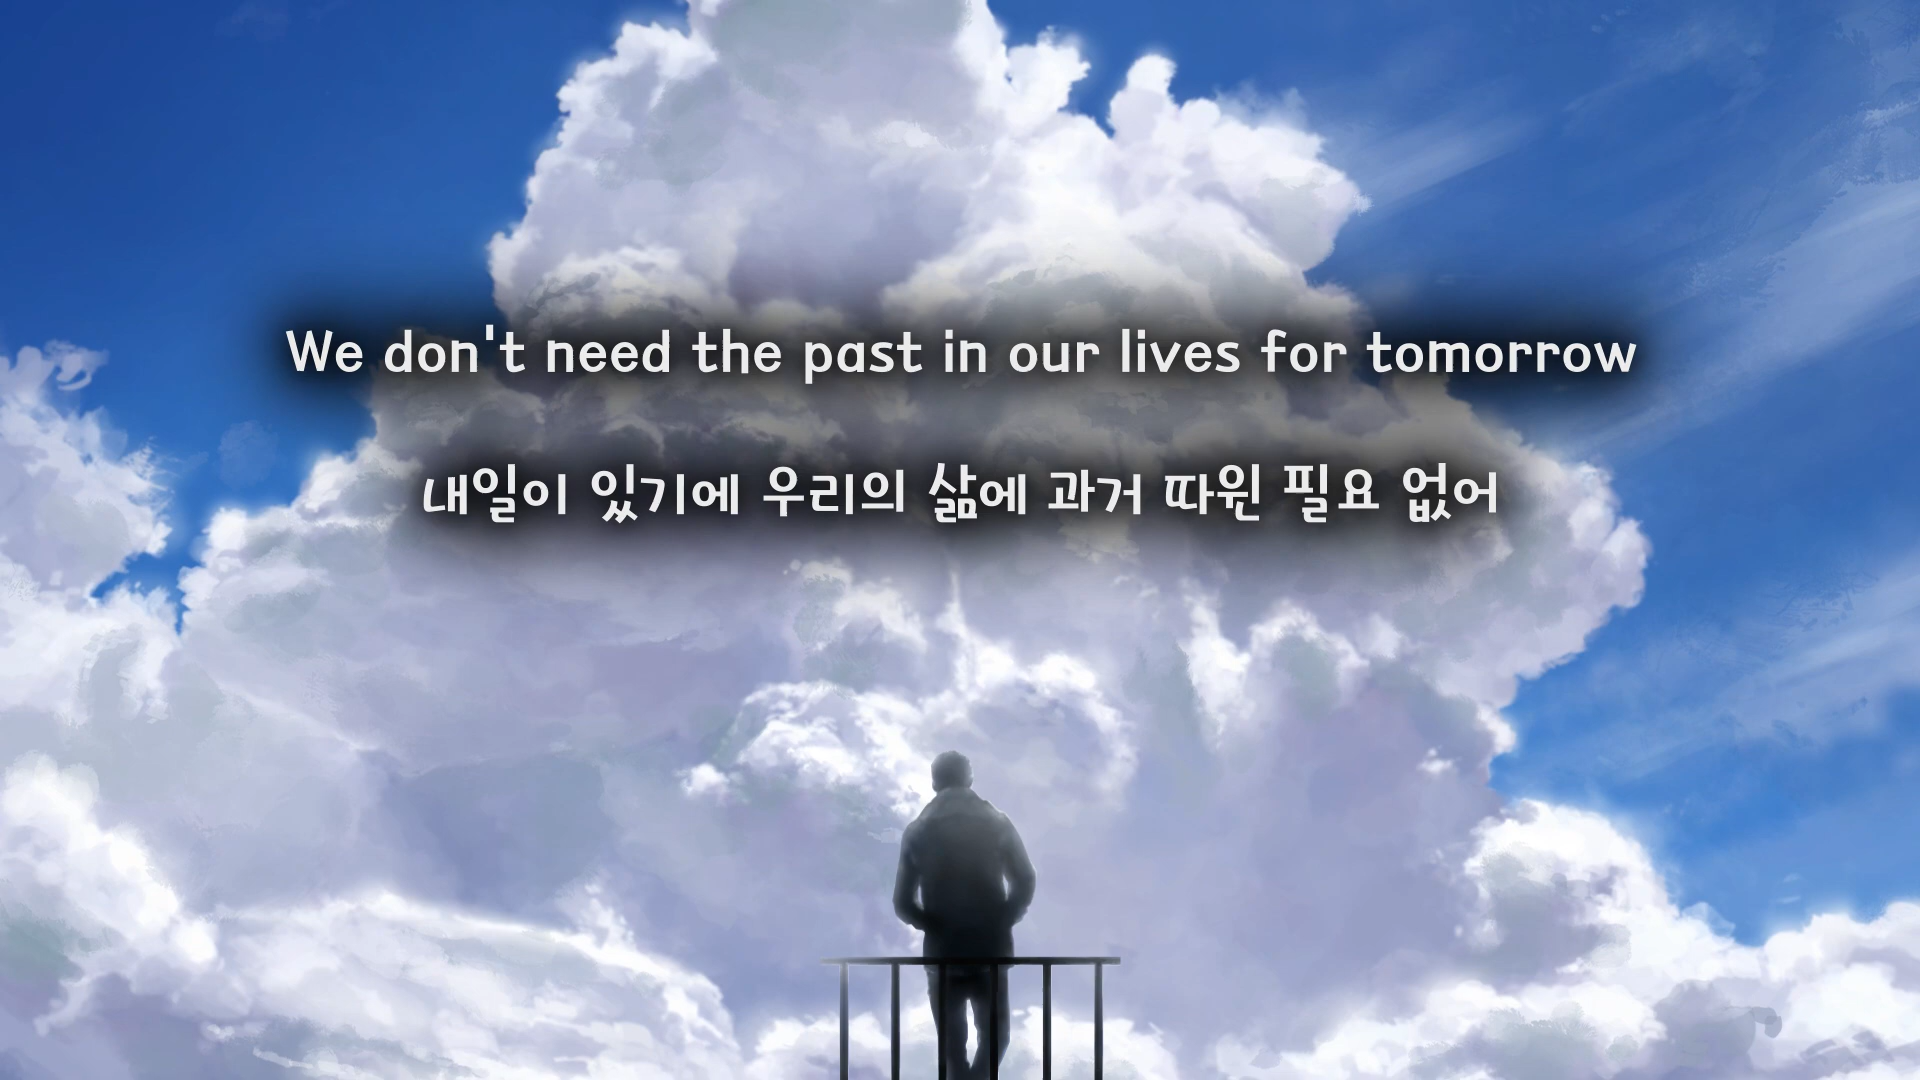 We don't need the past in our lives for tomorrow
내일이 있기에 우리의 삶에 과거 따윈 필요 없어